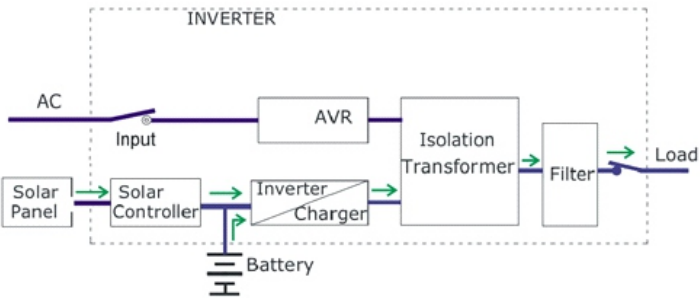 INVERTER
AC
Input
AVR
Isolation
Transformer
Filter
Load
Solar
Panel
Solar
Controller
Inverter
Charger
Battery